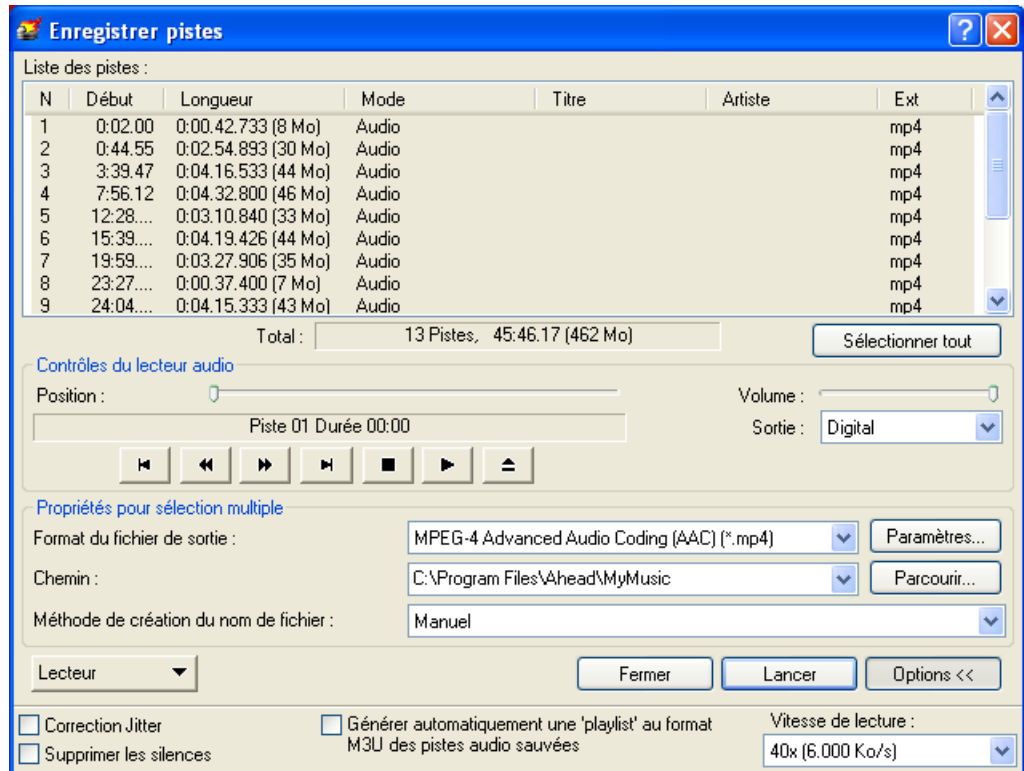 Enregistrer pistes
Liste des pistes :
N Début Longueur Mode Titre Artiste Ext
1 0:02.00 0:00.42.733 (8 Mo) Audio mp4
2 0:44.55 0:02.54.893 (30 Mo) Audio mp4
3 3:39.47 0:04.16.533 (44 Mo) Audio mp4
4 7:56.12 0:04.32.800 (46 Mo) Audio mp4
5 12:28.... 0:03.10.840 (33 Mo) Audio mp4
6 15:39.... 0:04.19.426 (44 Mo) Audio mp4
7 19:59.... 0:03.27.906 (35 Mo) Audio mp4
8 23:27.... 0:00.37.400 (7 Mo) Audio mp4
9 24:04.... 0:04.15.333 (43 Mo) Audio mp4
Total : 13 Pistes, 45:46.17 (462 Mo) Sélectionner tout
Contrôles du lecteur audio
Position : Volume :
Piste 01 Durée 00:00 Sortie : Digital
Propriétés pour sélection multiple
Format du fichier de sortie : MPEG-4 Advanced Audio Coding (AAC) (*.mp4) Paramètres...
Chemin : C:\Program Files\Ahead\MyMusic Parcourir...
Méthode de création du nom de fichier : Manuel
Lecteur Fermer Lancer Options <<
Correction Jitter Générer automatiquement une 'playlist' au format Vitesse de lecture :
Supprimer les silences M3U des pistes audio sauvées 40x (6.000 Ko/s)